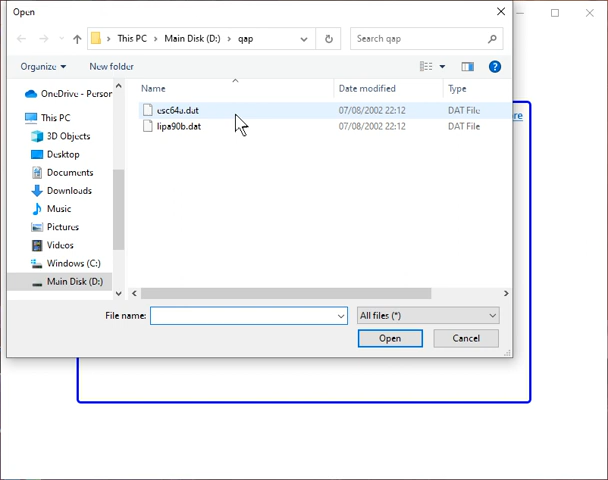 Open
This PC > Main Disk (D:) > qap
Search qap
Organize
New folder
Name
Date modified
Type
OneDrive - Person
This PC
3D Objects
Desktop
Documents
Downloads
Music
Pictures
Videos
Windows (C:)
Main Disk (D:)
esc64a.dat
07/08/2002 22:12
DAT File
lipa90b.dat
07/08/2002 22:12
DAT File
File name:
All files (*)
Open
Cancel